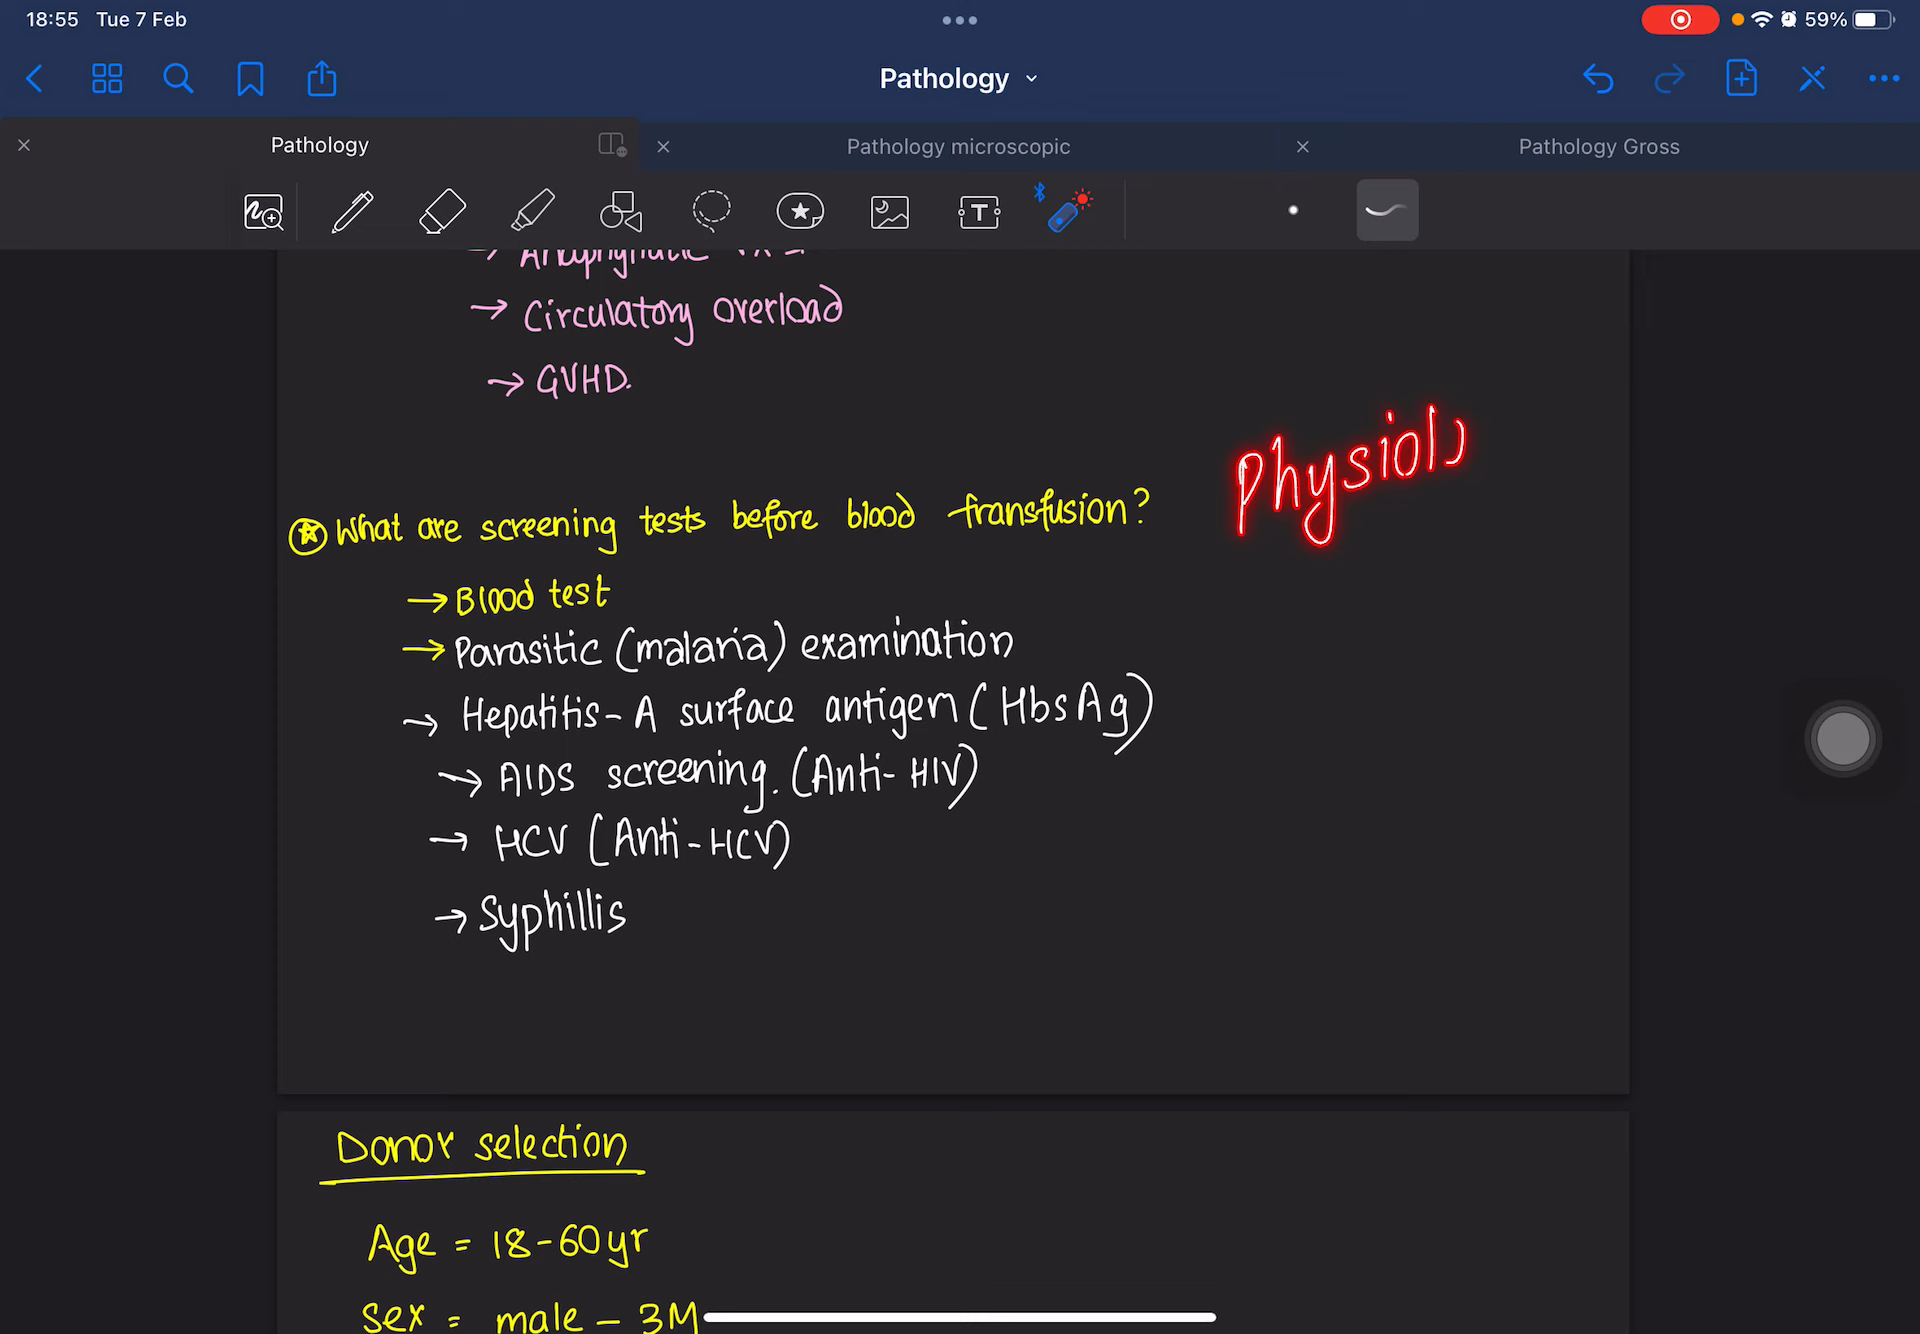 18:55 Tue 7 Feb
59%
Pathology
Pathology
Pathology microscopic
Pathology Gross
T
→ Circulatory overload
→ GVHD.
Physiol
What are screening tests before blood transfusion?
→ Blood test
→ Parasitic (malaria) examination
→ Hepatitis - A surface antigen (HbsAg)
→ AIDS screening. (Anti-HIV)
→ HCV (Anti-HCV)
→ Syphillis
Donor selection
Age = 18-60yr
Sex = male - 3M